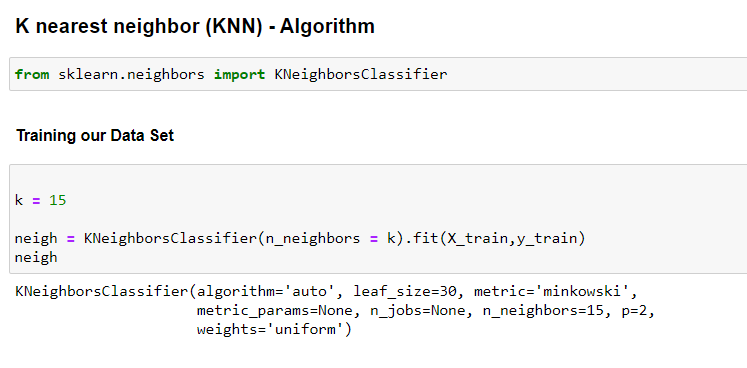 K nearest neighbor (KNN) - Algorithm
from sklearn.neighbors import KNeighborsClassifier
Training our Data Set
k = 15
neigh = KNeighborsClassifier(n_neighbors = k).fit(X_train,y_train)
neigh
KNeighborsClassifier(algorithm='auto', leaf_size=30, metric='minkowski',
metric_params=None, n_jobs=None, n_neighbors=15, p=2,
weights='uniform')